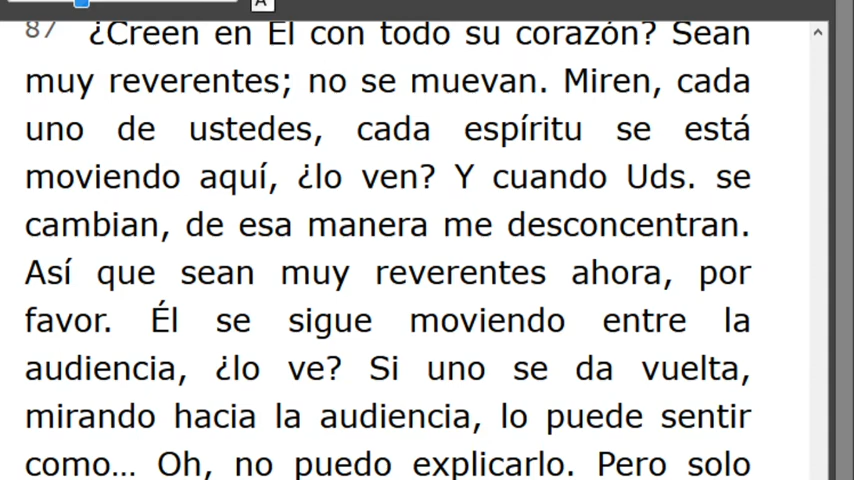 A
87 ¿Creen en Él con todo su corazón? Sean
muy reverentes; no se muevan. Miren, cada
uno de ustedes, cada espíritu se está
moviendo aquí, ¿lo ven? Y cuando Uds. se
cambian, de esa manera me desconcentran.
Así que sean muy reverentes ahora, por
favor. Él se sigue moviendo entre la
audiencia, ¿lo ve? Si uno se da vuelta,
mirando hacia la audiencia, lo puede sentir
como... Oh, no puedo explicarlo. Pero solo